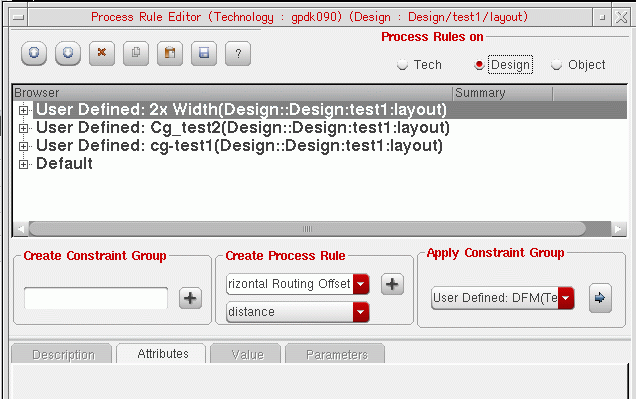 Process Rule Editor (Technology : gpdk090) (Design : Design/test1/layout)
Process Rules on
?
Tech
Design
Object
Browser
Summary
User Defined: 2x Width(Design::Design:test1:layout)
User Defined: Cg_test2(Design::Design:test1:layout)
User Defined: cg-test1(Design::Design:test1:layout)
Default
Create Constraint Group
Create Process Rule
rizontal Routing Offset
distance
Apply Constraint Group
User Defined: DFM(Te
Description
Attributes
Value
Parameters